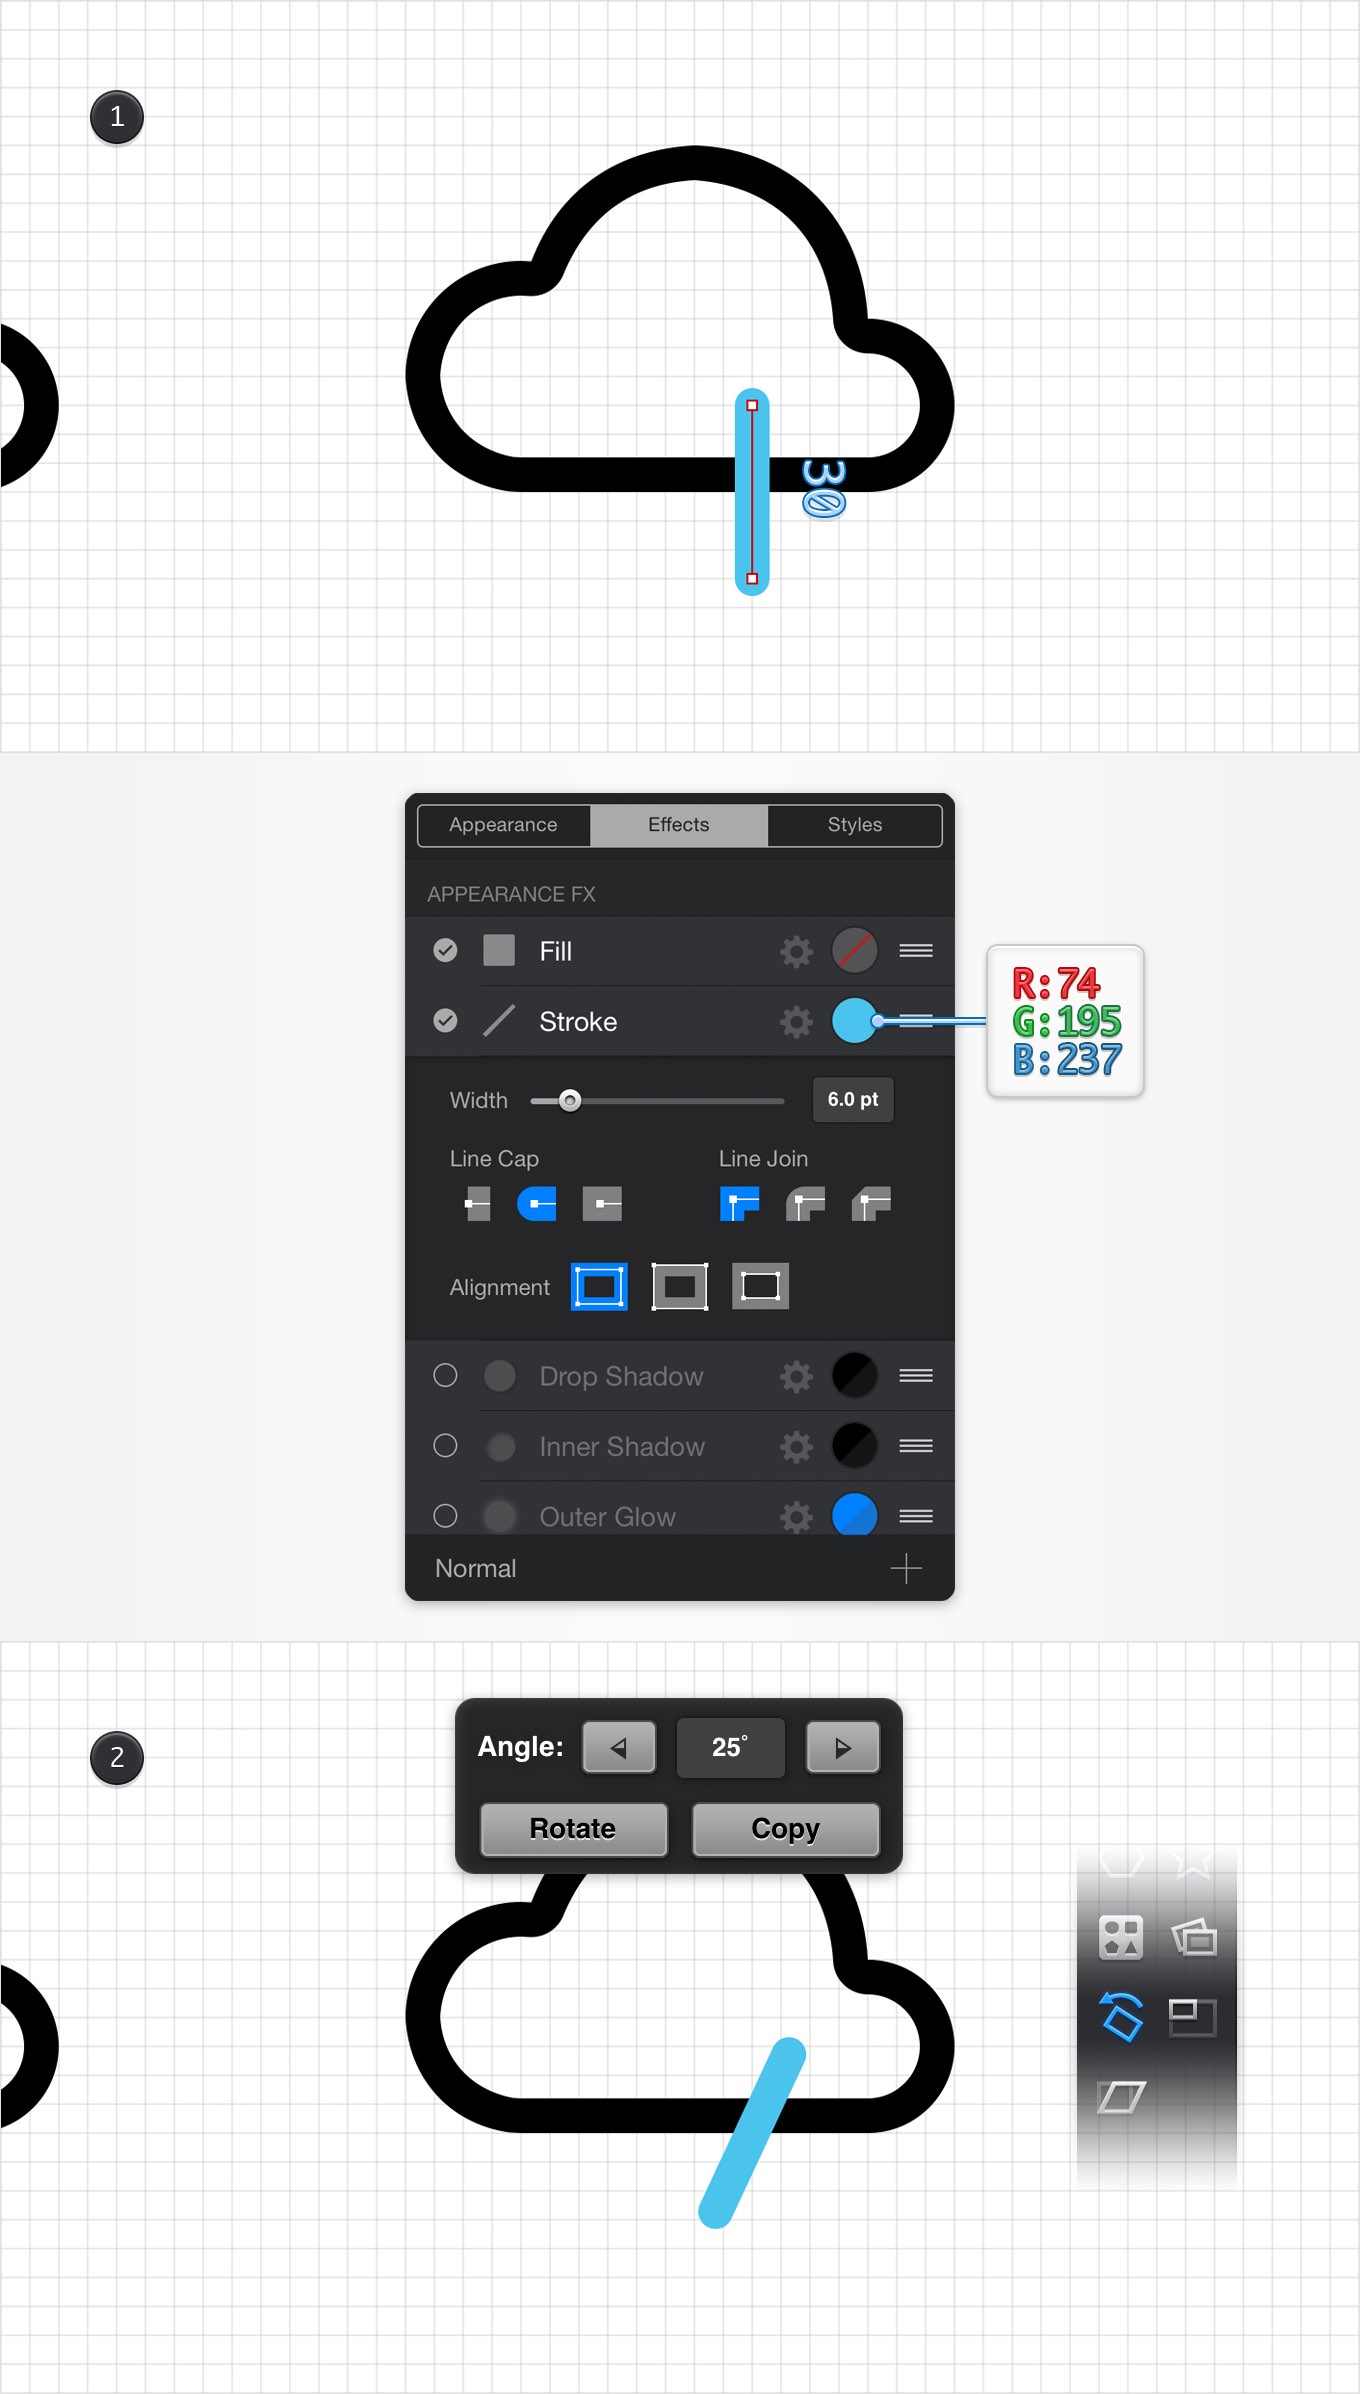 1
30
Appearance Effects Styles
APPEARANCE FX
Fill
Stroke
R:74
G:195
B:237
Width 6.0 pt
Line Cap Line Join
Alignment
Drop Shadow
Inner Shadow
Outer Glow
Normal
2
Angle: 25°
Rotate Copy